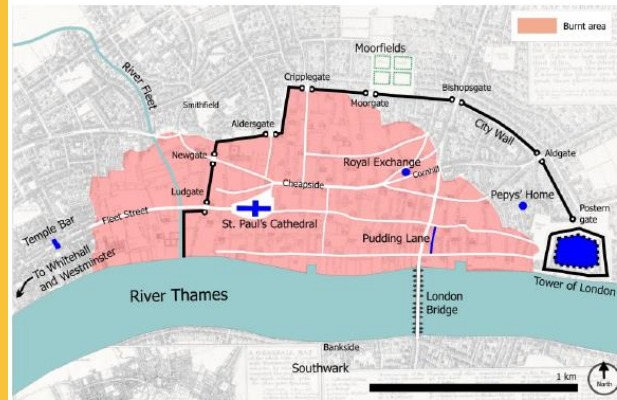 Burnt area
Moorfields
River Fleet
Cripplegate
Bishopsgate
Smithfield
Moorgate
City Wall
Aldersgate
Aldgate
Newgate
Royal Exchange
Cornhill
Cheapside
Pepys' Home
Ludgate
Postern
gate
Temple Bar
Fleet Street
St. Paul's Cathedral
Pudding Lane
To Whitehall
and Westminster
Tower of London
River Thames
London
Bridge
Bankside
Southwark
1 km
North